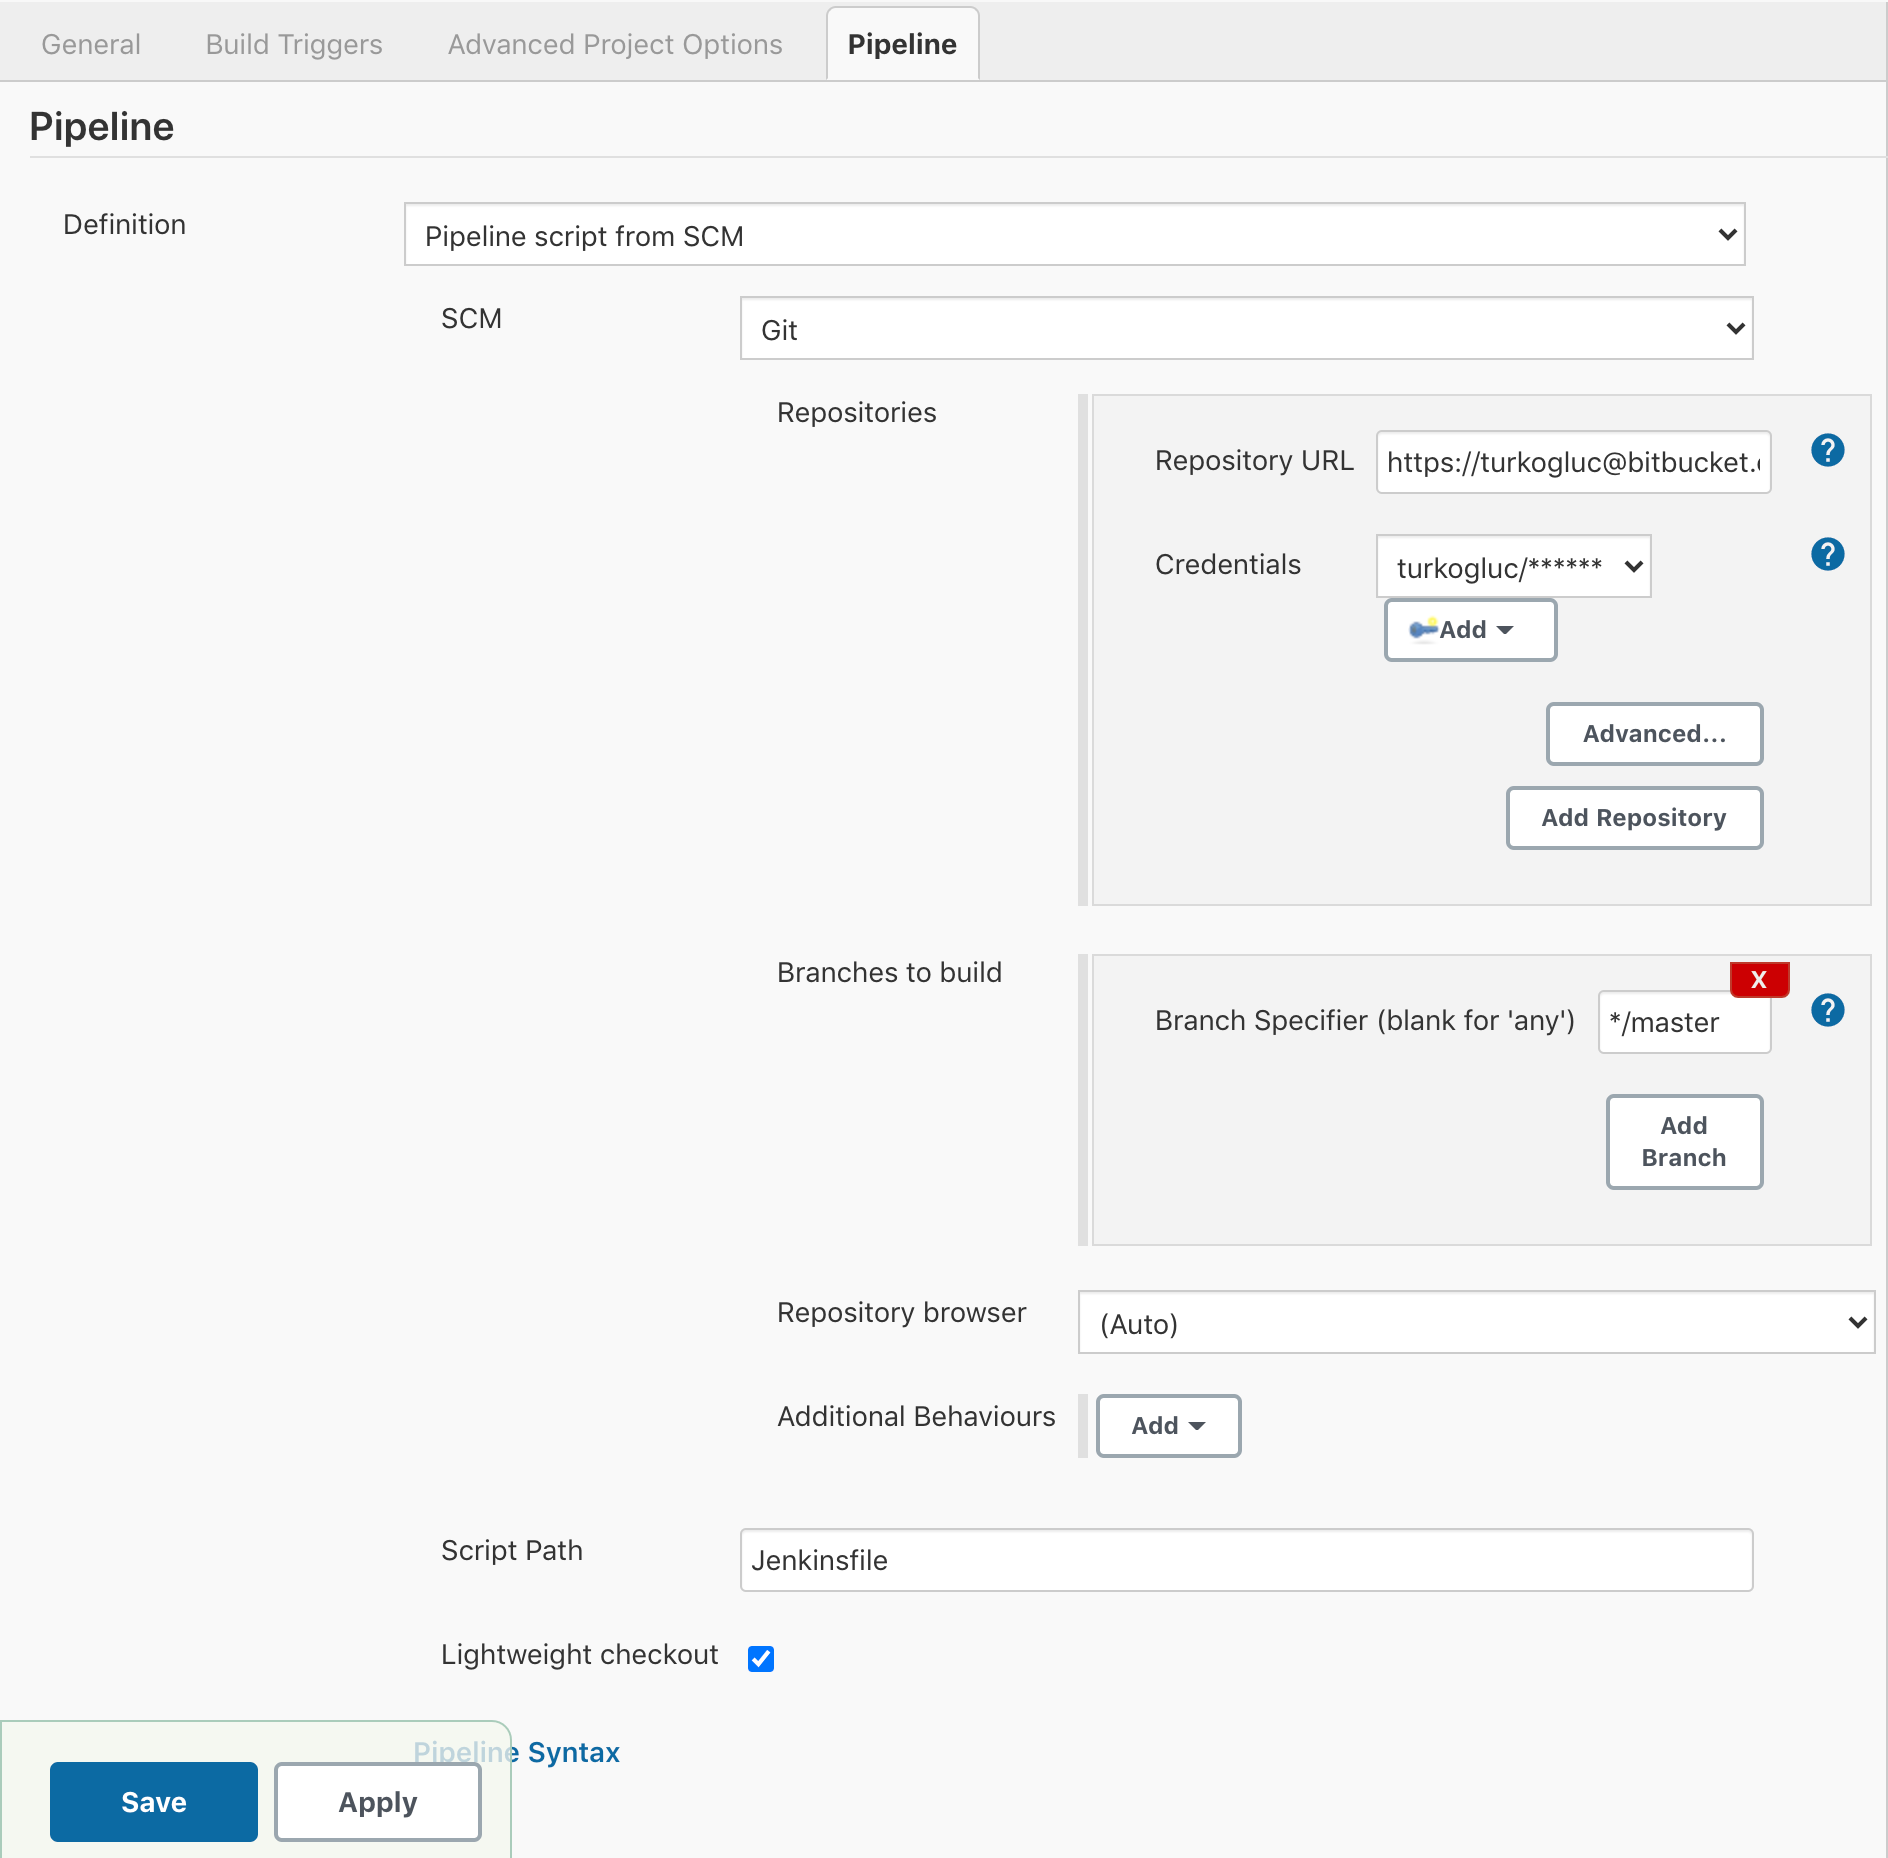 General Build Triggers Advanced Project Options Pipeline
Pipeline
Definition Pipeline script from SCM
SCM Git
Repositories
Repository URL https://turkogluc@bitbucket. ?
Credentials turkogluc/****** ?
Add
Advanced...
Add Repository
Branches to build
X
Branch Specifier (blank for 'any') */master ?
Add
Branch
Repository browser (Auto)
Additional Behaviours Add
Script Path Jenkinsfile
Lightweight checkout
Pipeline Syntax
Save Apply